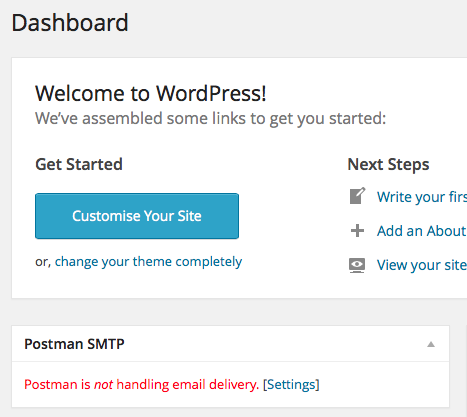 Dashboard
Welcome to WordPress!
We've assembled some links to get you started:
Get Started
Customise Your Site
or, change your theme completely
Next Steps
Write your firs
Add an About
View your site
Postman SMTP
Postman is not handling email delivery. [Settings]